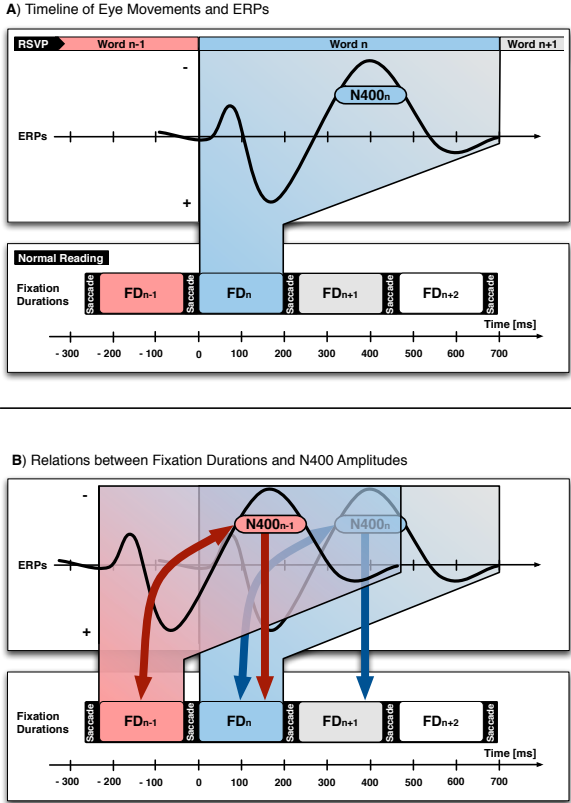 A) Timeline of Eye Movements and ERPs
RSVP Word n-1 Word n Word n+1
-
N400n
ERPs
+
Normal Reading
Fixation
Durations
Saccade FDn-1 Saccade FDn Saccade FDn+1 Saccade FDn+2 Saccade
Time [ms]
- 300 - 200 - 100 0 100 200 300 400 500 600 700
B) Relations between Fixation Durations and N400 Amplitudes
-
N400n-1 N400n
ERPs
+
Fixation
Durations
Saccade FDn-1 Saccade FDn Saccade FDn+1 Saccade FDn+2 Saccade
Time [ms]
- 300 - 200 - 100 0 100 200 300 400 500 600 700